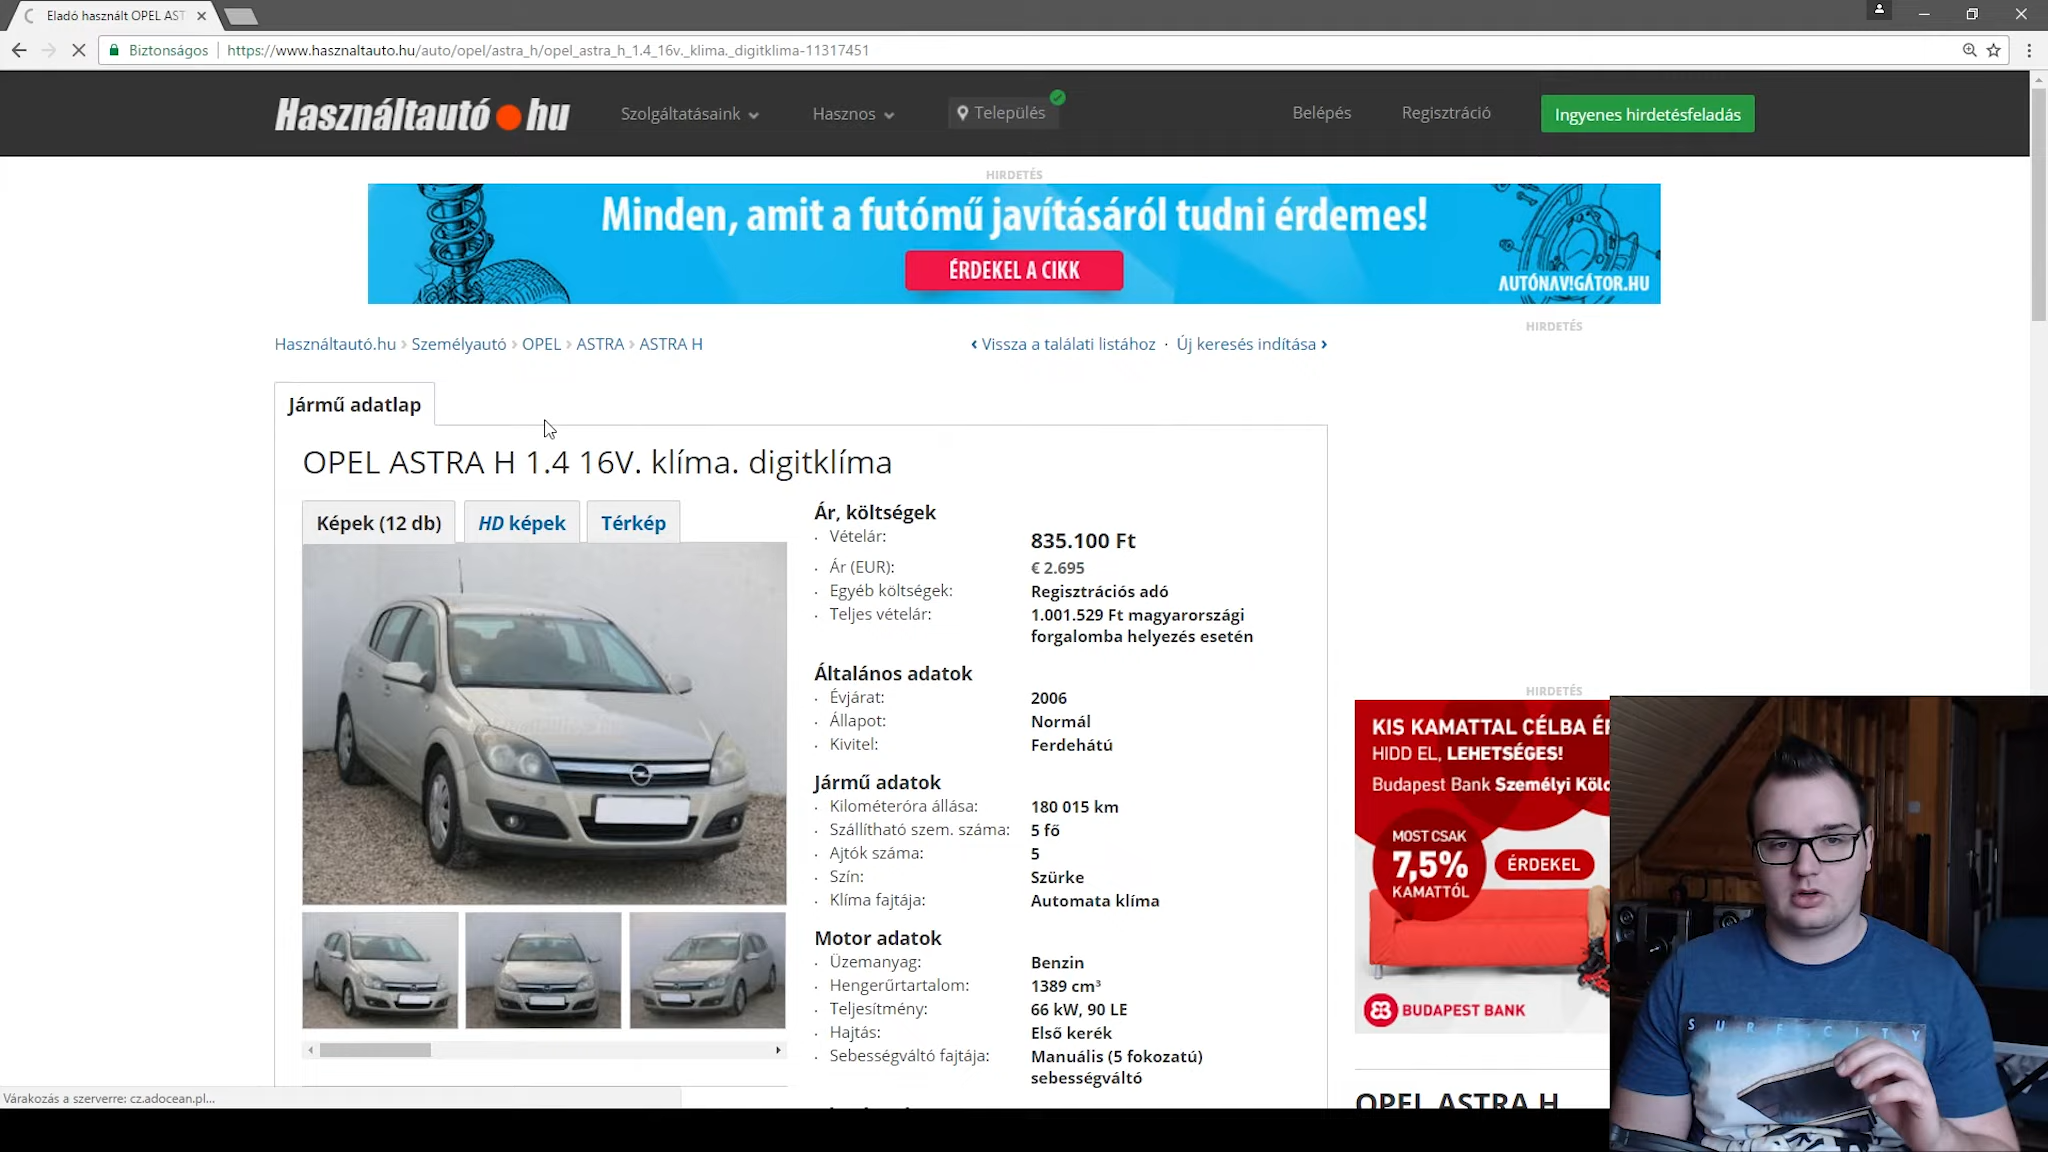 Eladó használt OPEL AST
Biztonságos
https://www.hasznaltauto.hu/auto/opel/astra_h/opel_astra_h_1.4_16v._klima._digitklima-11317451
Használtautó hu
Szolgáltatásaink
Hasznos
Település
Belépés
Regisztráció
Ingyenes hirdetésfeladás
HIRDETÉS
Minden, amit a futómű javításáról tudni érdemes!
ÉRDEKEL A CIKK
AUTÓNAVIGÁTOR.HU
HIRDETÉS
Használtautó.hu › Személyautó › OPEL › ASTRA › ASTRA H
‹ Vissza a találati listához · Új keresés indítása ›
Jármű adatlap
OPEL ASTRA H 1.4 16V. klíma. digitklíma
Képek (12 db)
HD képek
Térkép
Ár, költségek
· Vételár: 835.100 Ft
· Ár (EUR): € 2.695
· Egyéb költségek: Regisztrációs adó
· Teljes vételár: 1.001.529 Ft magyarországi
forgalomba helyezés esetén
Általános adatok
· Évjárat: 2006
· Állapot: Normál
· Kivitel: Ferdehátú
Jármű adatok
· Kilométeróra állása: 180 015 km
· Szállítható szem. száma: 5 fő
· Ajtók száma: 5
· Szín: Szürke
· Klíma fajtája: Automata klíma
Motor adatok
· Üzemanyag: Benzin
· Hengerűrtartalom: 1389 cm³
· Teljesítmény: 66 kW, 90 LE
· Hajtás: Első kerék
· Sebességváltó fajtája: Manuális (5 fokozatú)
sebességváltó
HIRDETÉS
KIS KAMATTAL CÉLBA
HIDD EL, LEHETSÉGES!
Budapest Bank Személyi
MOST CSAK
7,5%
KAMATTÓL
ÉRDEKEL
BUDAPEST BANK
OPEL ASTRA H
SURF CITY
Várakozás a szerverre: cz.adocean.pl...